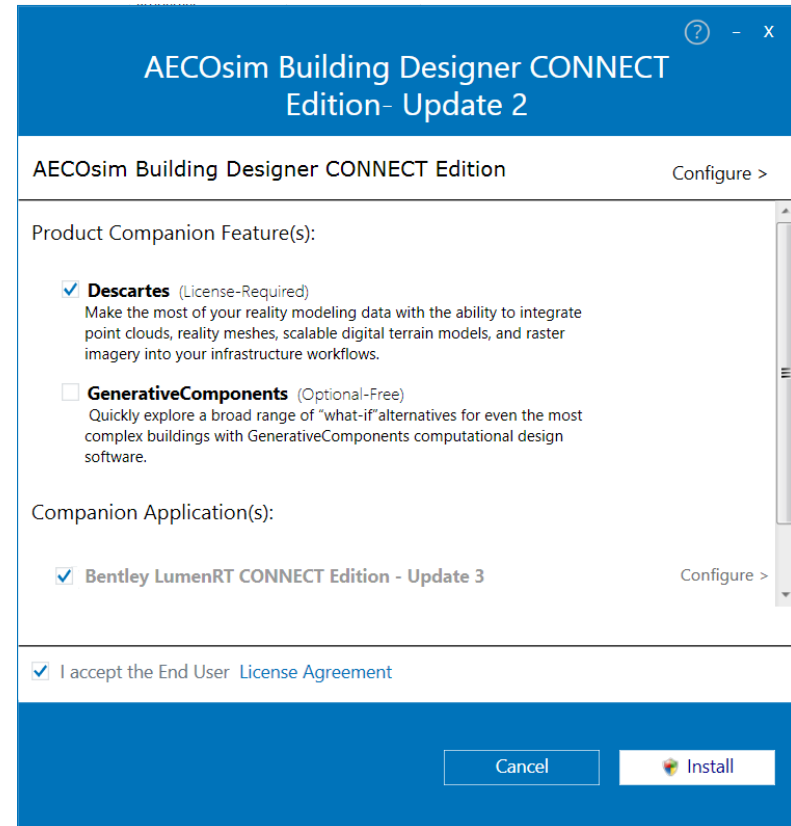 ? – X
AECOsim Building Designer CONNECT
Edition- Update 2
AECOsim Building Designer CONNECT Edition
Configure >
Product Companion Feature(s):
Descartes (License-Required)
Make the most of your reality modeling data with the ability to integrate
point clouds, reality meshes, scalable digital terrain models, and raster
imagery into your infrastructure workflows.
GenerativeComponents (Optional-Free)
Quickly explore a broad range of "what-if"alternatives for even the most
complex buildings with GenerativeComponents computational design
software.
Companion Application(s):
Bentley LumenRT CONNECT Edition - Update 3
Configure >
I accept the End User License Agreement
Cancel
Install